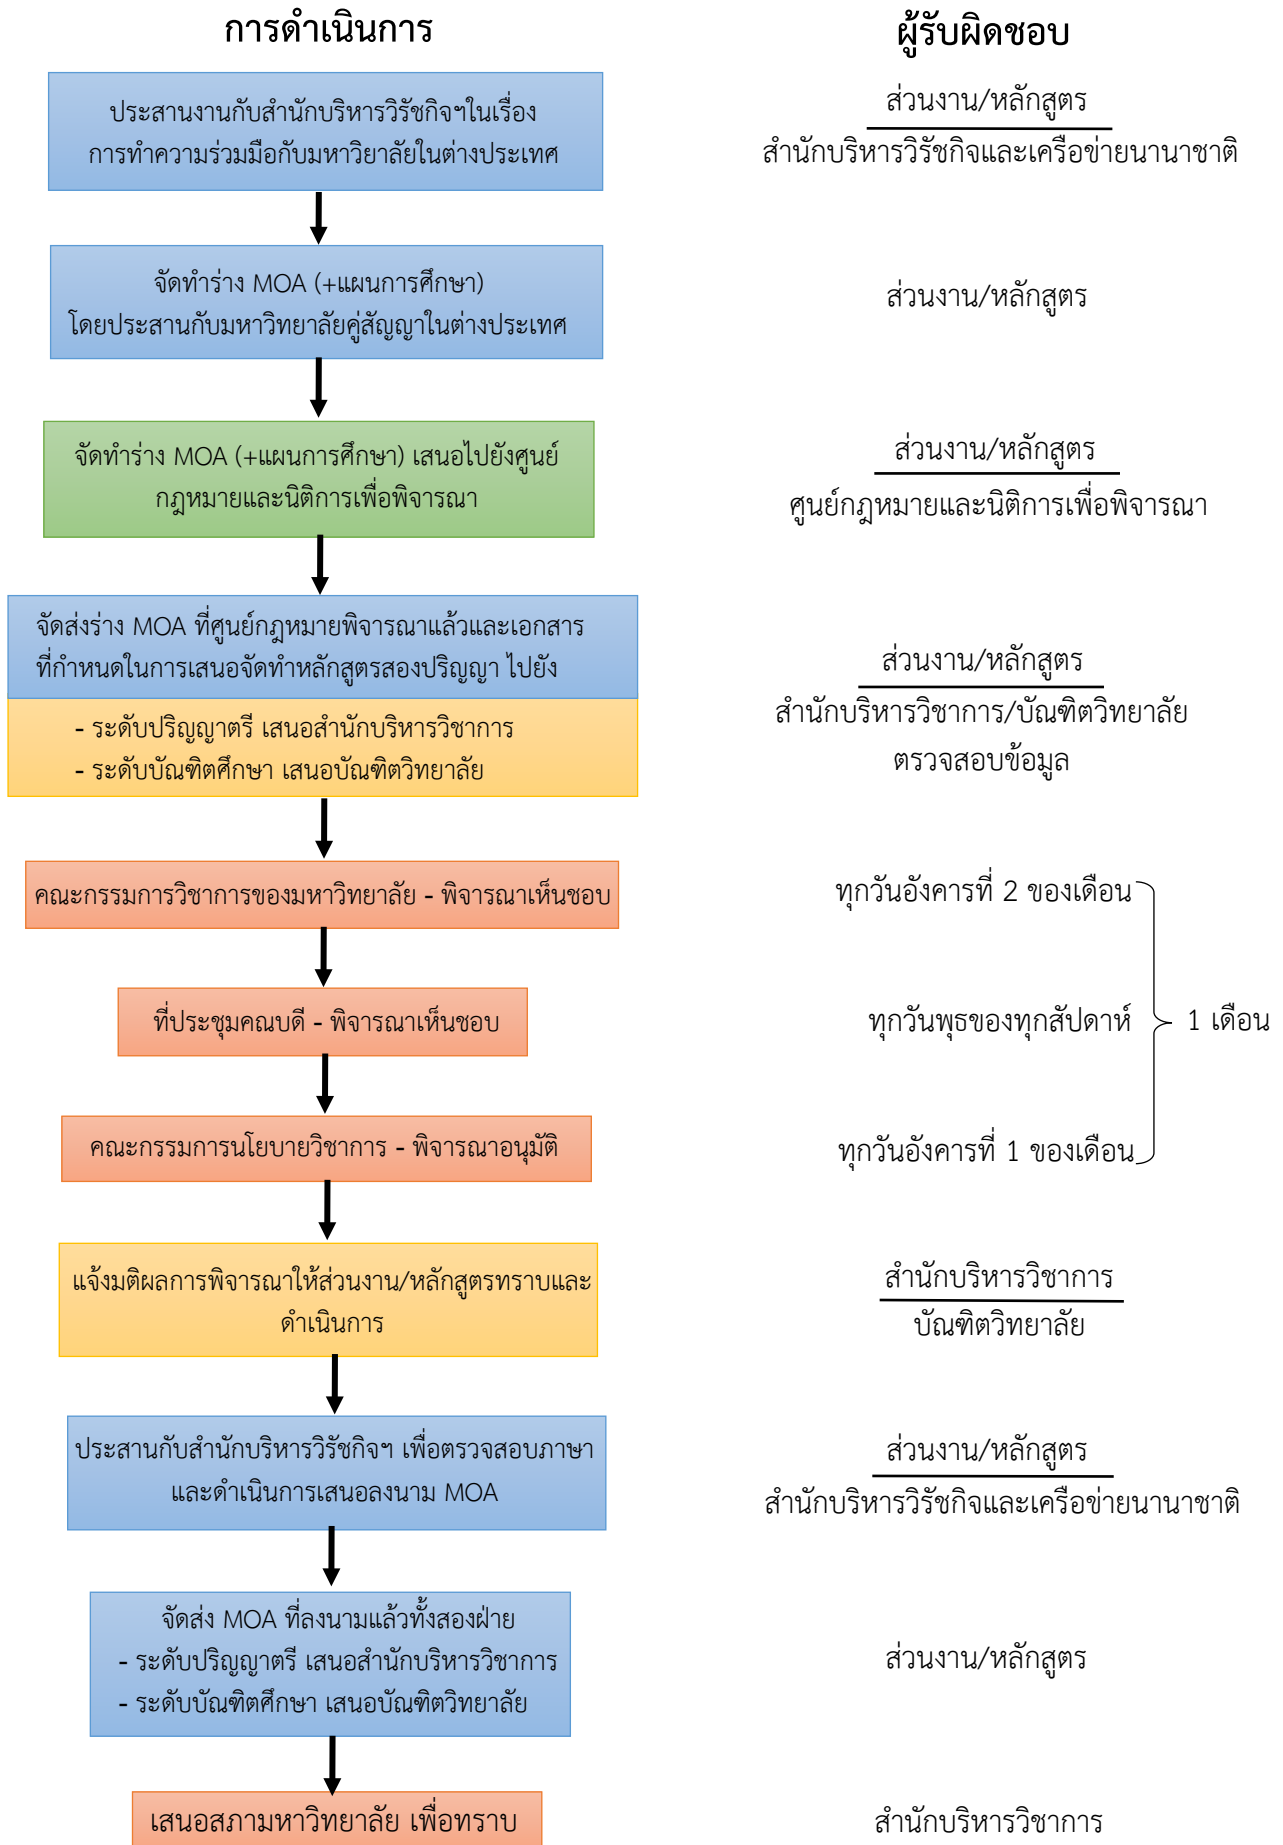 การดำเนินการ
ผู้รับผิดชอบ
ประสานงานกับสำนักบริหารวิรัชกิจฯในเรื่อง
การทำความร่วมมือกับมหาวิยาลัยในต่างประเทศ
ส่วนงาน/หลักสูตร
สำนักบริหารวิรัชกิจและเครือข่ายนานาชาติ
จัดทำร่าง MOA (+แผนการศึกษา)
โดยประสานกับมหาวิทยาลัยคู่สัญญาในต่างประเทศ
ส่วนงาน/หลักสูตร
จัดทำร่าง MOA (+แผนการศึกษา) เสนอไปยังศูนย์
กฎหมายและนิติการเพื่อพิจารณา
ส่วนงาน/หลักสูตร
ศูนย์กฎหมายและนิติการเพื่อพิจารณา
จัดส่งร่าง MOA ที่ศูนย์กฎหมายพิจารณาแล้วและเอกสาร
ที่กำหนดในการเสนอจัดทำหลักสูตรสองปริญญา ไปยัง
- ระดับปริญญาตรี เสนอสำนักบริหารวิชาการ
- ระดับบัณฑิตศึกษา เสนอบัณฑิตวิทยาลัย
ส่วนงาน/หลักสูตร
สำนักบริหารวิชาการ/บัณฑิตวิทยาลัย
ตรวจสอบข้อมูล
คณะกรรมการวิชาการของมหาวิทยาลัย - พิจารณาเห็นชอบ
ทุกวันอังคารที่ 2 ของเดือน
ที่ประชุมคณบดี - พิจารณาเห็นชอบ
ทุกวันพุธของทุกสัปดาห์
1 เดือน
คณะกรรมการนโยบายวิชาการ - พิจารณาอนุมัติ
ทุกวันอังคารที่ 1 ของเดือน
แจ้งมติผลการพิจารณาให้ส่วนงาน/หลักสูตรทราบและ
ดำเนินการ
สำนักบริหารวิชาการ
บัณฑิตวิทยาลัย
ประสานกับสำนักบริหารวิรัชกิจฯ เพื่อตรวจสอบภาษา
และดำเนินการเสนอลงนาม MOA
ส่วนงาน/หลักสูตร
สำนักบริหารวิรัชกิจและเครือข่ายนานาชาติ
จัดส่ง MOA ที่ลงนามแล้วทั้งสองฝ่าย
- ระดับปริญญาตรี เสนอสำนักบริหารวิชาการ
- ระดับบัณฑิตศึกษา เสนอบัณฑิตวิทยาลัย
ส่วนงาน/หลักสูตร
เสนอสภามหาวิทยาลัย เพื่อทราบ
สำนักบริหารวิชาการ